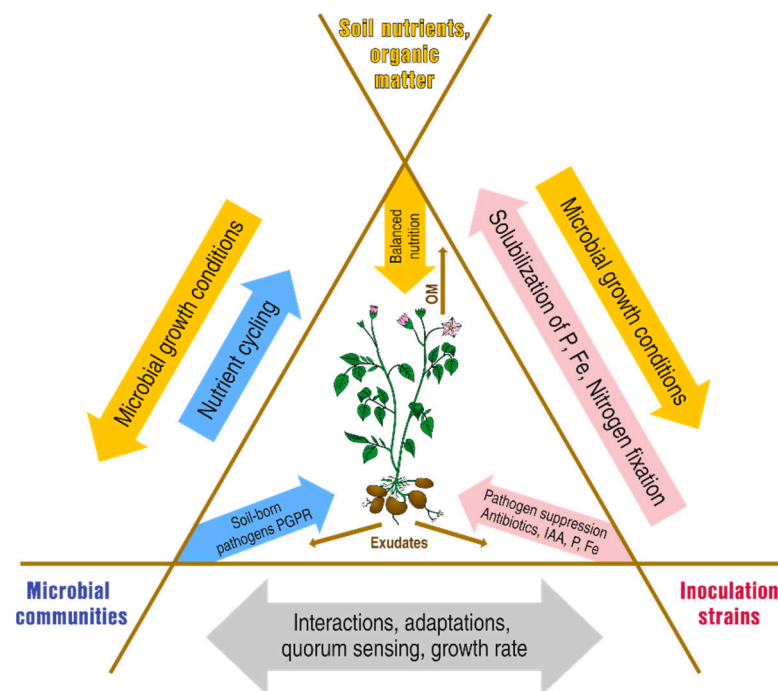 Soil nutrients,
organic
matter
Balanced
nutrition
OM
Microbial growth conditions
Nutrient cycling
Solubilization of P, Fe, Nitrogen fixation
Microbial growth conditions
Soil-born
pathogens PGPR
Pathogen suppression
Antibiotics, IAA, P, Fe
Exudates
Microbial
communities
Inoculation
strains
Interactions, adaptations,
quorum sensing, growth rate